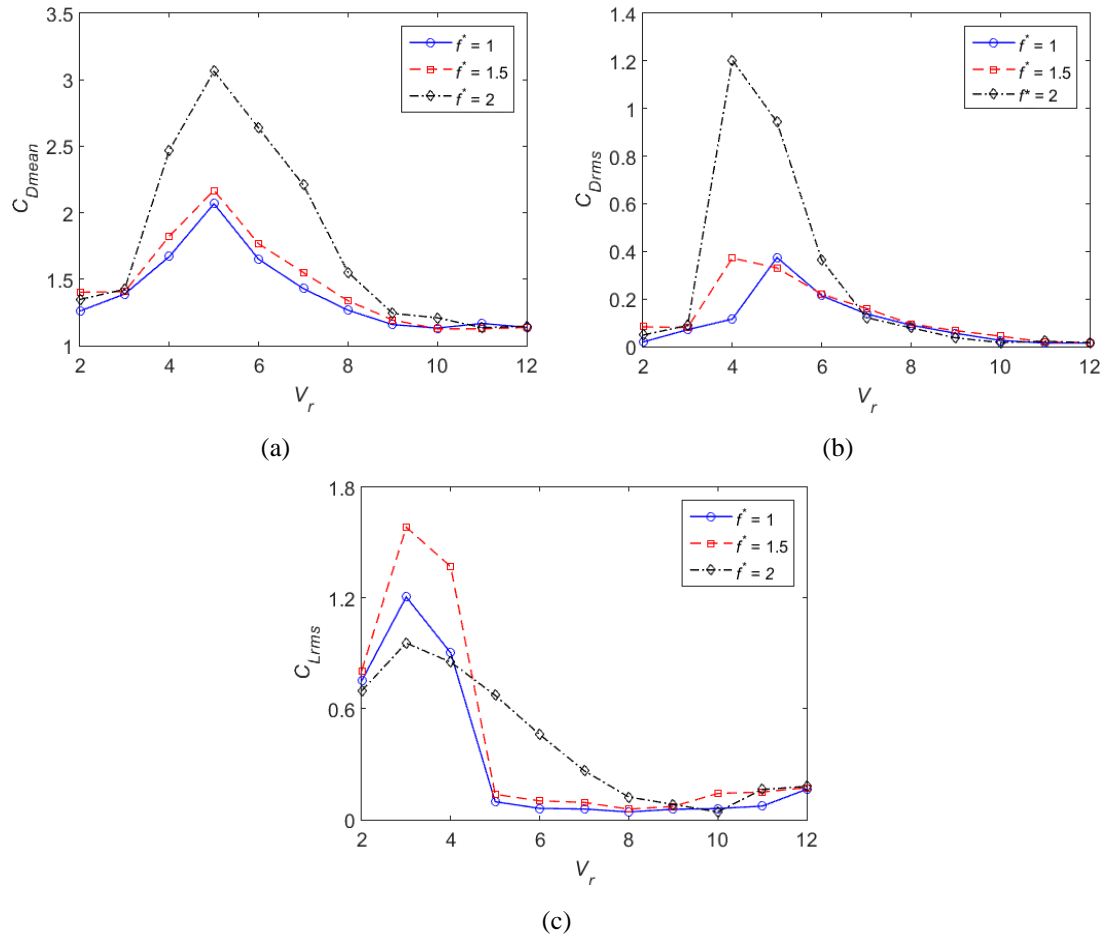 3.5
3
2.5
2
1.5
1
C_Dmean
2 4 6 8 10 12
V_r
f* = 1
f* = 1.5
f* = 2
(a)
1.4
1.2
1
0.8
0.6
0.4
0.2
0
C_Drms
2 4 6 8 10 12
V_r
f* = 1
f* = 1.5
f* = 2
(b)
1.8
1.2
0.6
0
C_Lrms
2 4 6 8 10 12
V_r
f* = 1
f* = 1.5
f* = 2
(c)